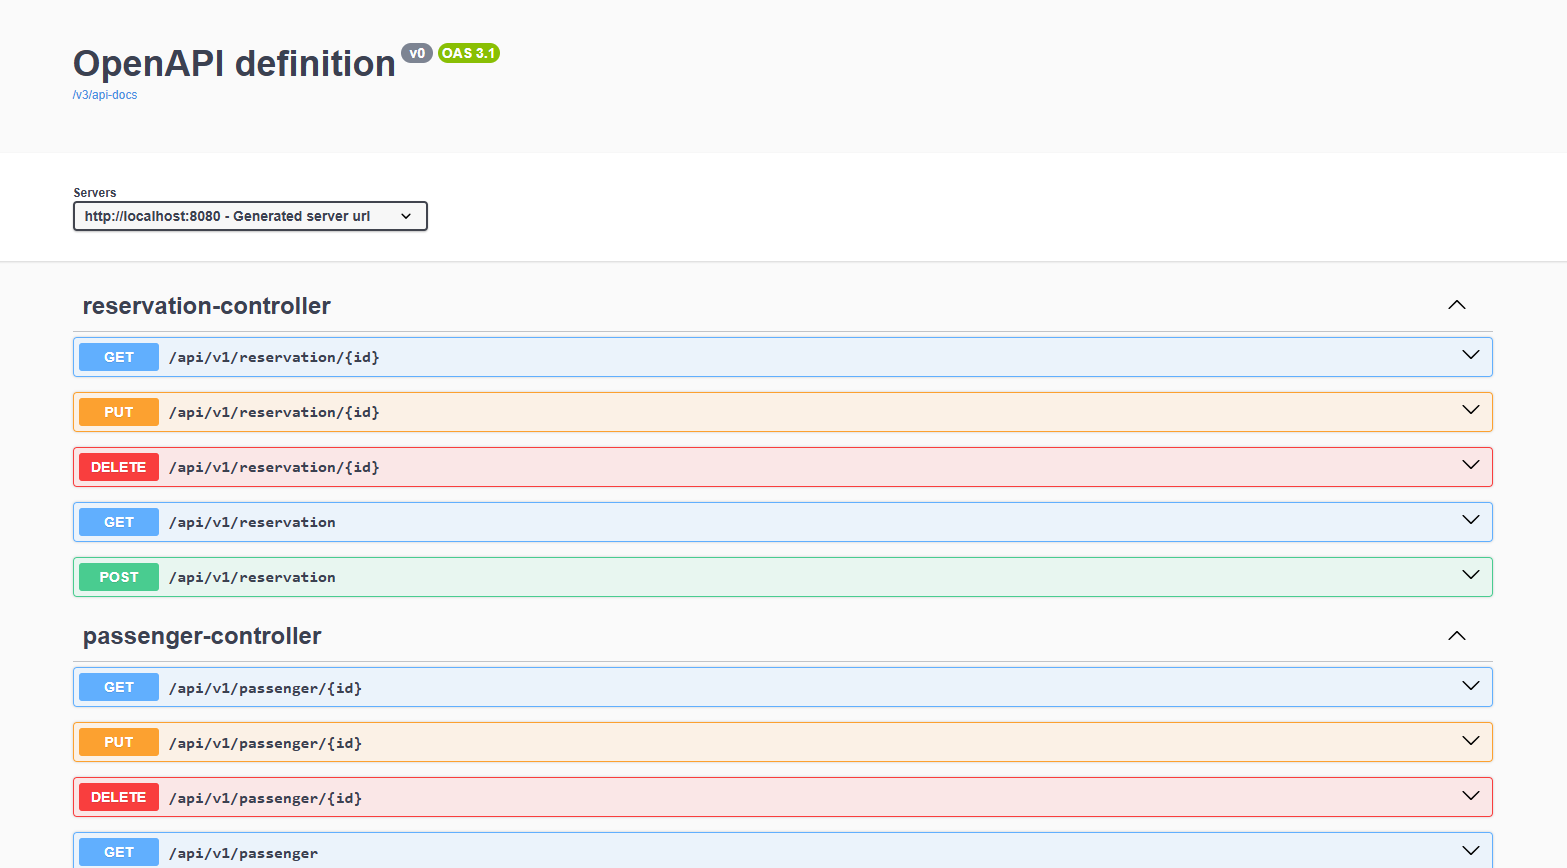 OpenAPI definition v0 OAS 3.1
/v3/api-docs
Servers
http://localhost:8080 - Generated server url
reservation-controller
GET /api/v1/reservation/{id}
PUT /api/v1/reservation/{id}
DELETE /api/v1/reservation/{id}
GET /api/v1/reservation
POST /api/v1/reservation
passenger-controller
GET /api/v1/passenger/{id}
PUT /api/v1/passenger/{id}
DELETE /api/v1/passenger/{id}
GET /api/v1/passenger